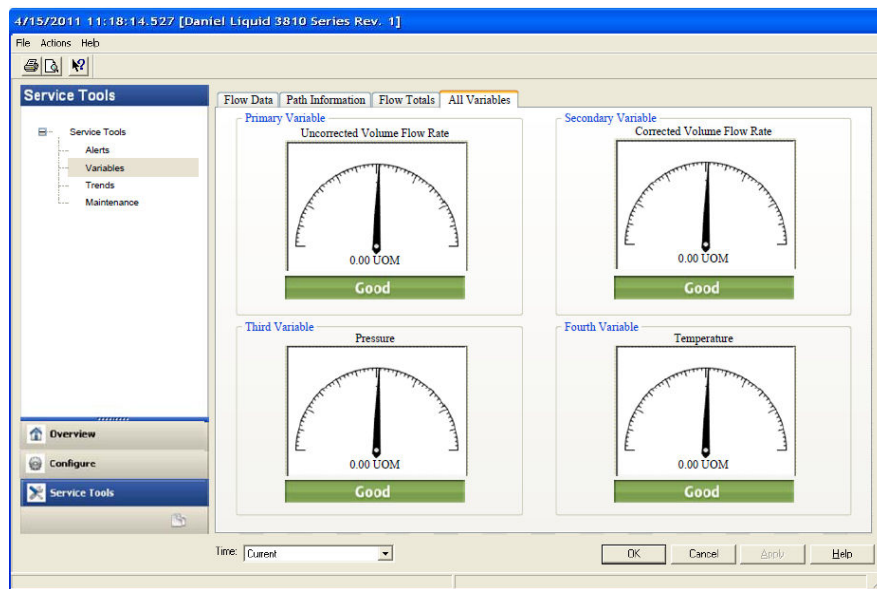 4/15/2011 11:18:14.527 [Daniel Liquid 3810 Series Rev. 1]
File Actions Help
Service Tools
Service Tools
Alerts
Variables
Trends
Maintenance
Overview
Configure
Service Tools
Flow Data Path Information Flow Totals All Variables
Primary Variable
Uncorrected Volume Flow Rate
0.00 UOM
Good
Secondary Variable
Corrected Volume Flow Rate
0.00 UOM
Good
Third Variable
Pressure
0.00 UOM
Good
Fourth Variable
Temperature
0.00 UOM
Good
Time: Current
OK Cancel Apply Help